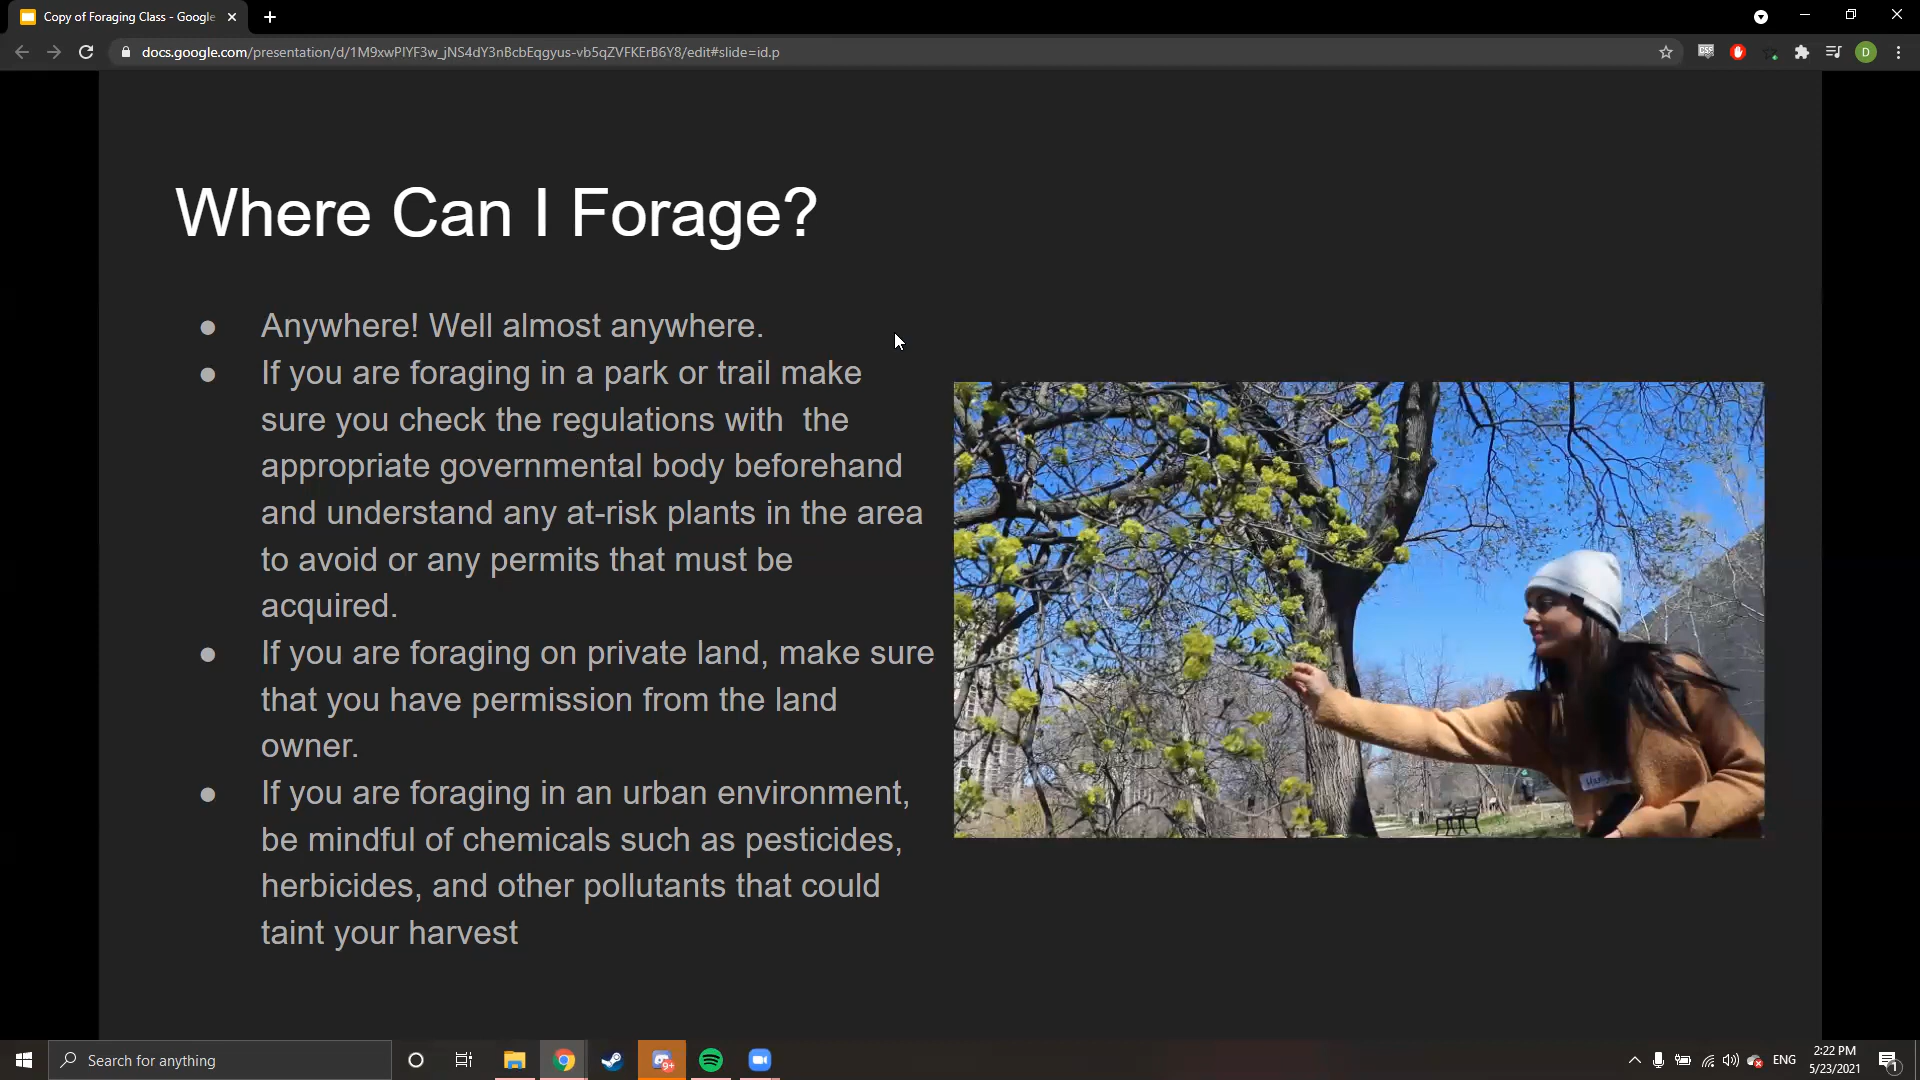 Copy of Foraging Class - Google
docs.google.com/presentation/d/1M9xwPIYF3w_jNS4dY3nBcbEqgyus-vb5qZVFKErB6Y8/edit#slide=id.p
D
Where Can I Forage?
● Anywhere! Well almost anywhere.
● If you are foraging in a park or trail make
sure you check the regulations with the
appropriate governmental body beforehand
and understand any at-risk plants in the area
to avoid or any permits that must be
acquired.
● If you are foraging on private land, make sure
that you have permission from the land
owner.
● If you are foraging in an urban environment,
be mindful of chemicals such as pesticides,
herbicides, and other pollutants that could
taint your harvest
Search for anything
9+
ENG
2:22 PM
5/23/2021
1